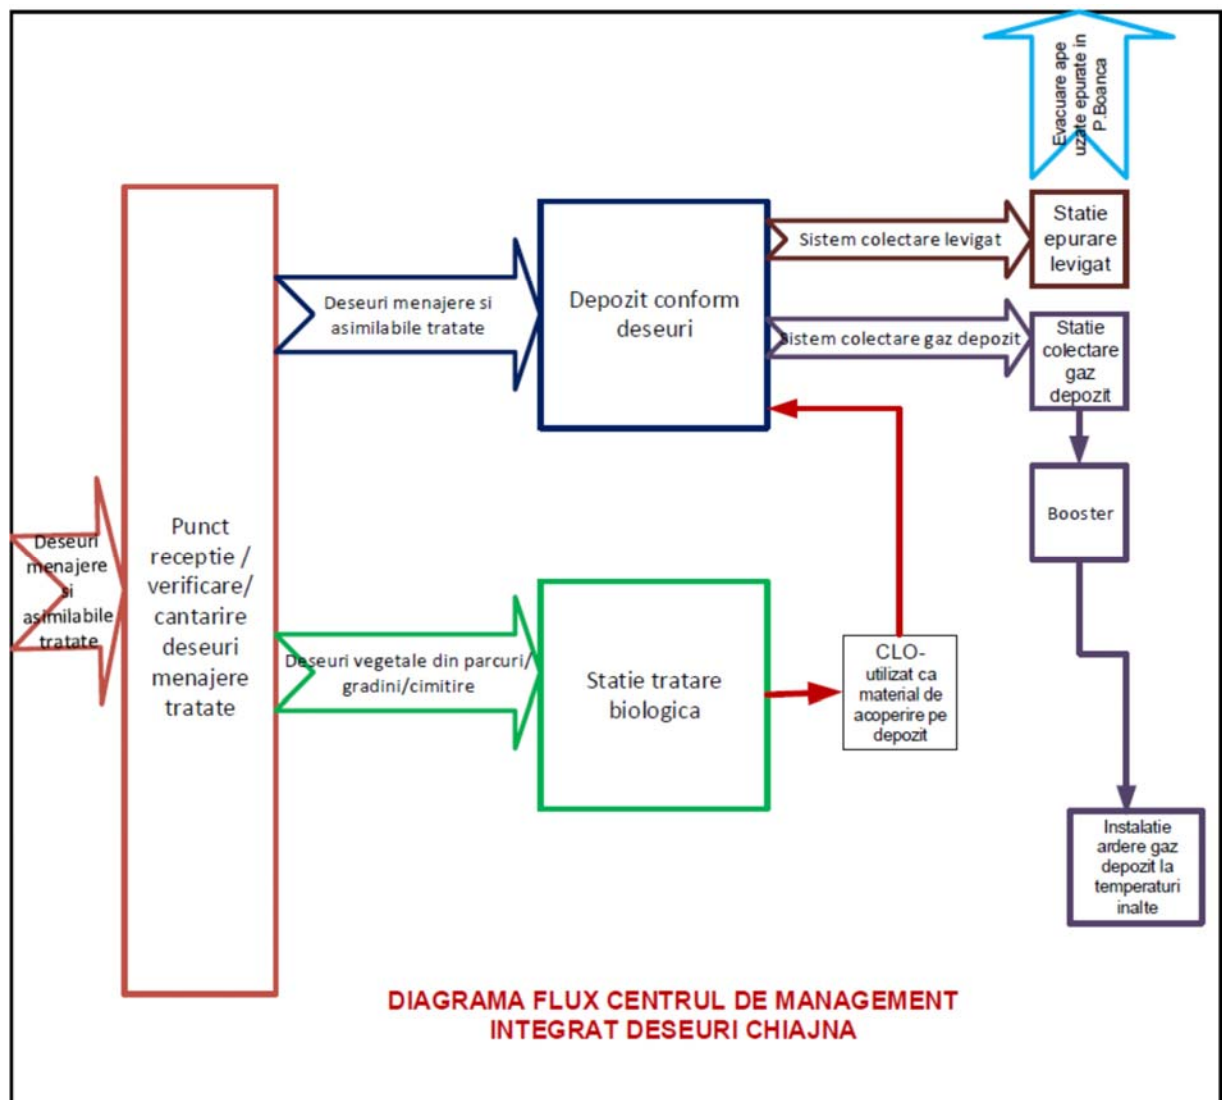 Evacuare ape
uzate epurate in
P.Boanca
Statie
epurare
levigat
Sistem colectare levigat
Depozit conform
deseuri
Deseuri menajere si
asimilabile tratate
Sistem colectare gaz depozit
Statie
colectare
gaz
depozit
Booster
Deseuri
menajere
si
asimilabile
tratate
Punct
receptie /
verificare/
cantarire
deseuri
menajere
tratate
Deseuri vegetale din parcuri/
gradini/cimitire
Statie tratare
biologica
CLO-
utilizat ca
material de
acoperire pe
depozit
Instalatie
ardere gaz
depozit la
temperaturi
inalte
DIAGRAMA FLUX CENTRUL DE MANAGEMENT
INTEGRAT DESEURI CHIAJNA